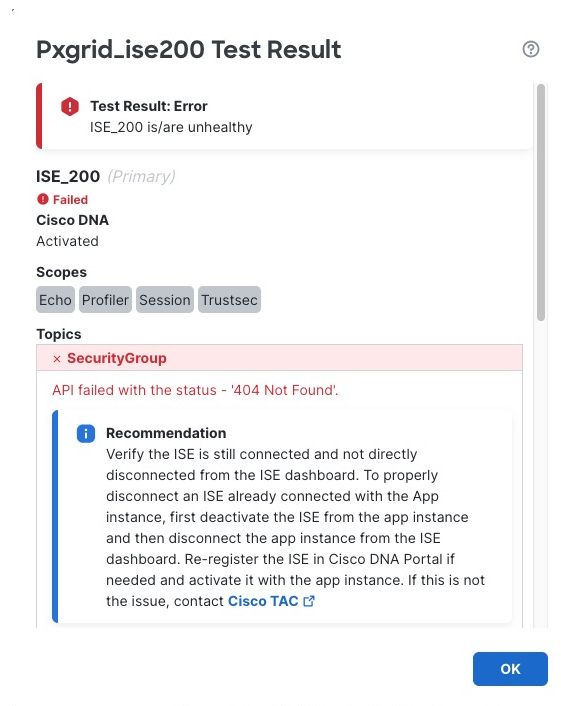 Pxgrid_ise200 Test Result
Test Result: Error
ISE_200 is/are unhealthy
ISE_200 (Primary)
Failed
Cisco DNA
Activated
Scopes
Echo Profiler Session Trustsec
Topics
× SecurityGroup
API failed with the status - '404 Not Found'.
Recommendation
Verify the ISE is still connected and not directly
disconnected from the ISE dashboard. To properly
disconnect an ISE already connected with the App
instance, first deactivate the ISE from the app instance
and then disconnect the app instance from the ISE
dashboard. Re-register the ISE in Cisco DNA Portal if
needed and activate it with the app instance. If this is not
the issue, contact Cisco TAC
OK